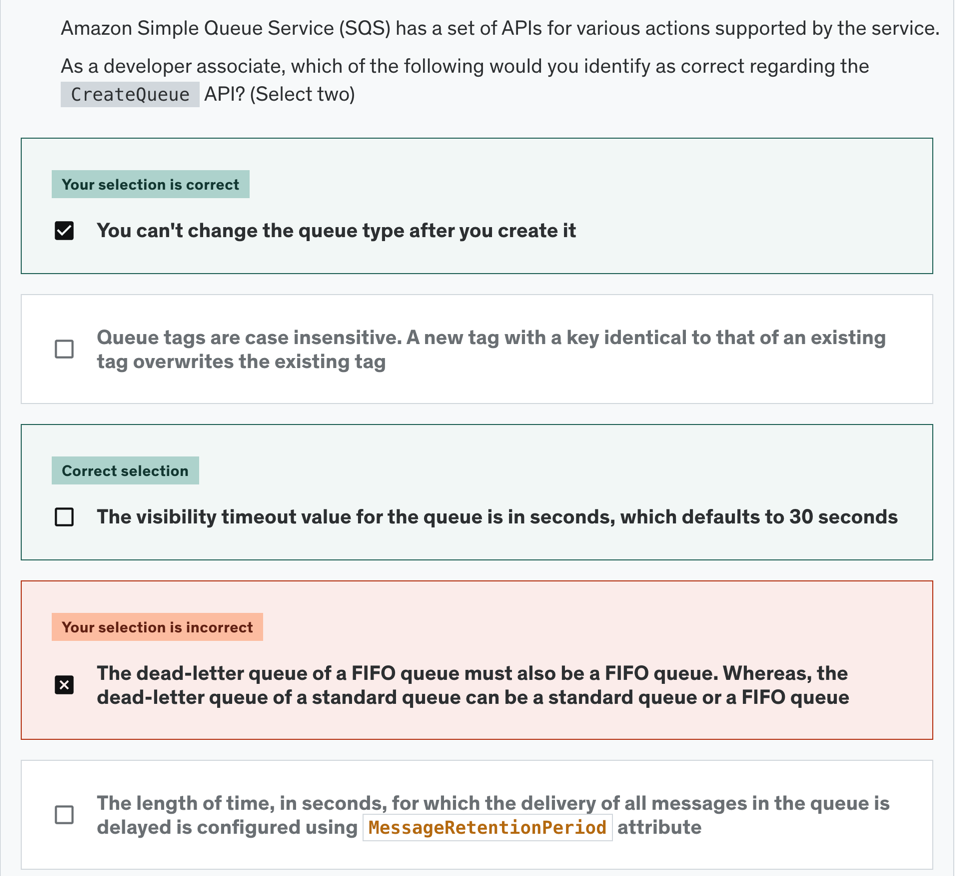 Amazon Simple Queue Service (SQS) has a set of APIs for various actions supported by the service.
As a developer associate, which of the following would you identify as correct regarding the
CreateQueue API? (Select two)
Your selection is correct
You can't change the queue type after you create it
Queue tags are case insensitive. A new tag with a key identical to that of an existing
tag overwrites the existing tag
Correct selection
The visibility timeout value for the queue is in seconds, which defaults to 30 seconds
Your selection is incorrect
The dead-letter queue of a FIFO queue must also be a FIFO queue. Whereas, the
dead-letter queue of a standard queue can be a standard queue or a FIFO queue
The length of time, in seconds, for which the delivery of all messages in the queue is
delayed is configured using MessageRetentionPeriod attribute